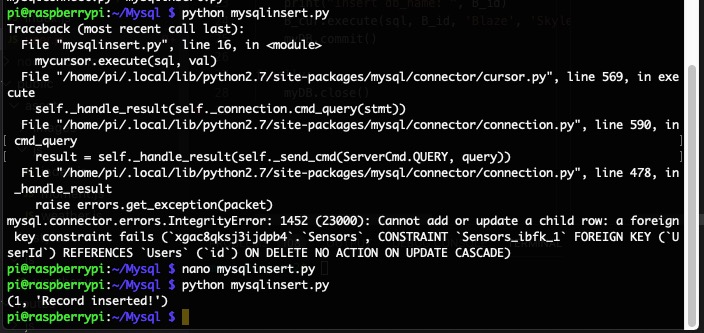 pi@raspberrypi:~/Mysql $ python mysqlinsert.py
Traceback (most recent call last):
  File "mysqlinsert.py", line 16, in <module>
    mycursor.execute(sql, val)
  File "/home/pi/.local/lib/python2.7/site-packages/mysql/connector/cursor.py", line 569, in exe
cute
    self._handle_result(self._connection.cmd_query(stmt))
  File "/home/pi/.local/lib/python2.7/site-packages/mysql/connector/connection.py", line 590, in
cmd_query
    result = self._handle_result(self._send_cmd(ServerCmd.QUERY, query))
  File "/home/pi/.local/lib/python2.7/site-packages/mysql/connector/connection.py", line 478, in
_handle_result
    raise errors.get_exception(packet)
mysql.connector.errors.IntegrityError: 1452 (23000): Cannot add or update a child row: a foreign
 key constraint fails (`xgac8qksj3ijdpb4`.`Sensors`, CONSTRAINT `Sensors_ibfk_1` FOREIGN KEY (`U
serId`) REFERENCES `Users` (`id`) ON DELETE NO ACTION ON UPDATE CASCADE)
pi@raspberrypi:~/Mysql $ nano mysqlinsert.py
pi@raspberrypi:~/Mysql $ python mysqlinsert.py
(1, 'Record inserted!')
pi@raspberrypi:~/Mysql $